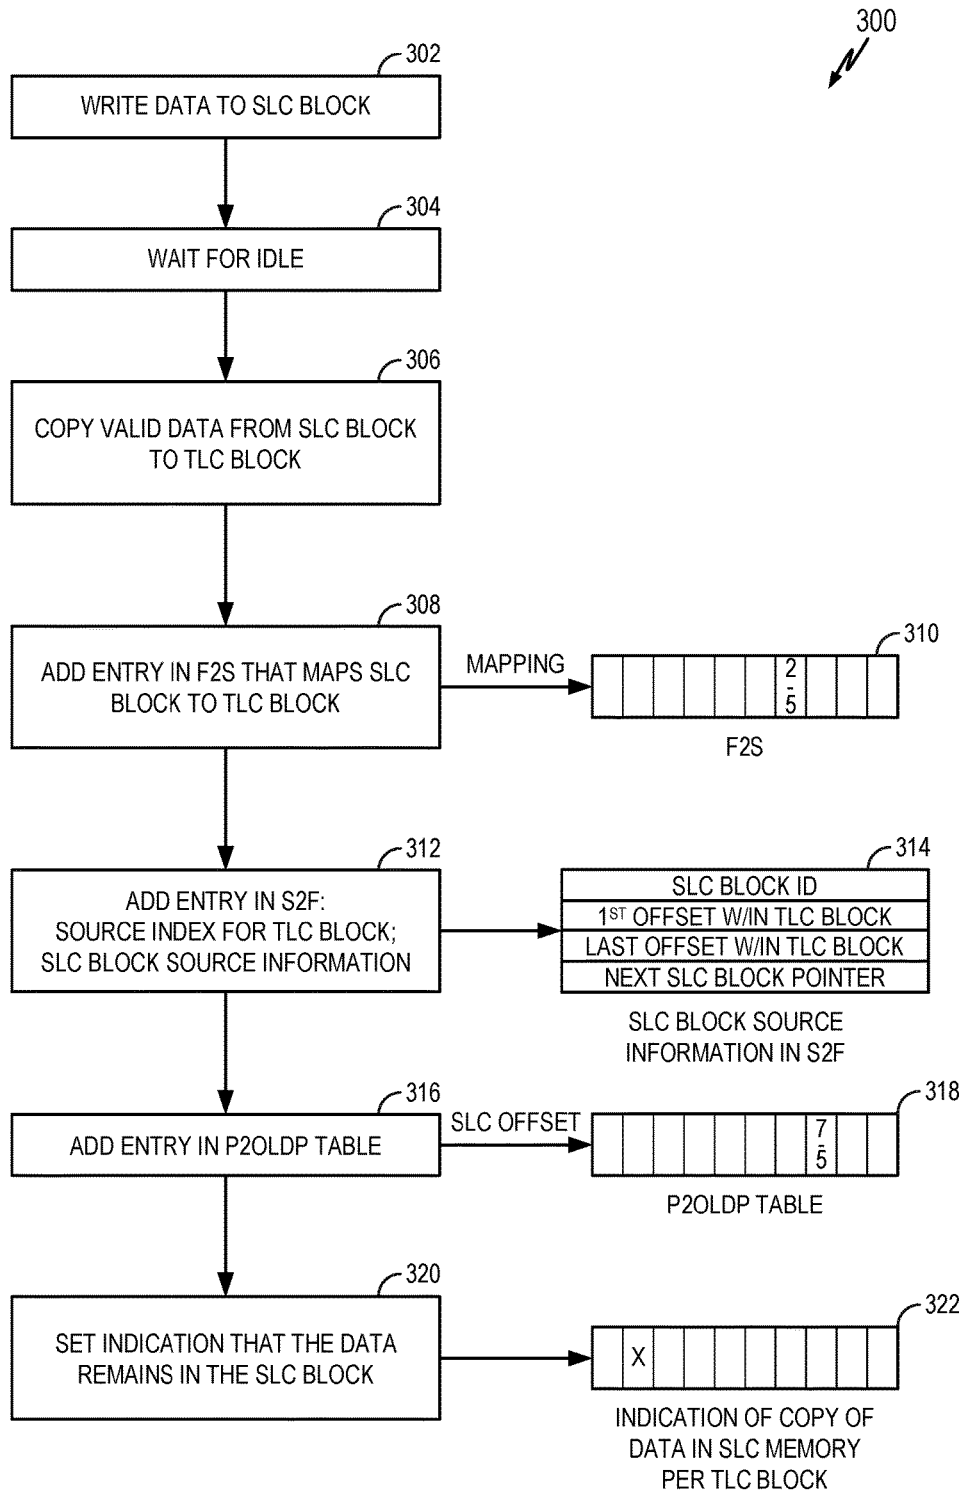 300
302
WRITE DATA TO SLC BLOCK
304
WAIT FOR IDLE
306
COPY VALID DATA FROM SLC BLOCK
TO TLC BLOCK
308
ADD ENTRY IN F2S THAT MAPS SLC
BLOCK TO TLC BLOCK
MAPPING
310
2
-
5
F2S
312
ADD ENTRY IN S2F:
SOURCE INDEX FOR TLC BLOCK;
SLC BLOCK SOURCE INFORMATION
314
SLC BLOCK ID
1ST OFFSET W/IN TLC BLOCK
LAST OFFSET W/IN TLC BLOCK
NEXT SLC BLOCK POINTER
SLC BLOCK SOURCE
INFORMATION IN S2F
316
ADD ENTRY IN P2OLDP TABLE
SLC OFFSET
318
7
-
5
P2OLDP TABLE
320
SET INDICATION THAT THE DATA
REMAINS IN THE SLC BLOCK
322
X
INDICATION OF COPY OF
DATA IN SLC MEMORY
PER TLC BLOCK